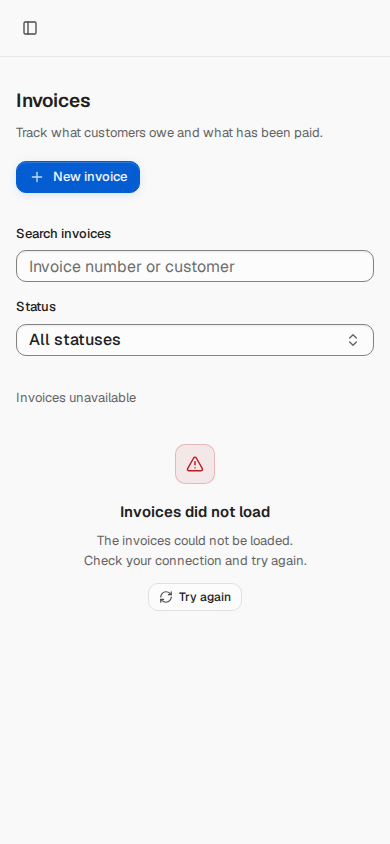 Invoices
Track what customers owe and what has been paid.
New invoice
Search invoices
Invoice number or customer
Status
All statuses
Invoices unavailable
Invoices did not load
The invoices could not be loaded.
Check your connection and try again.
Try again